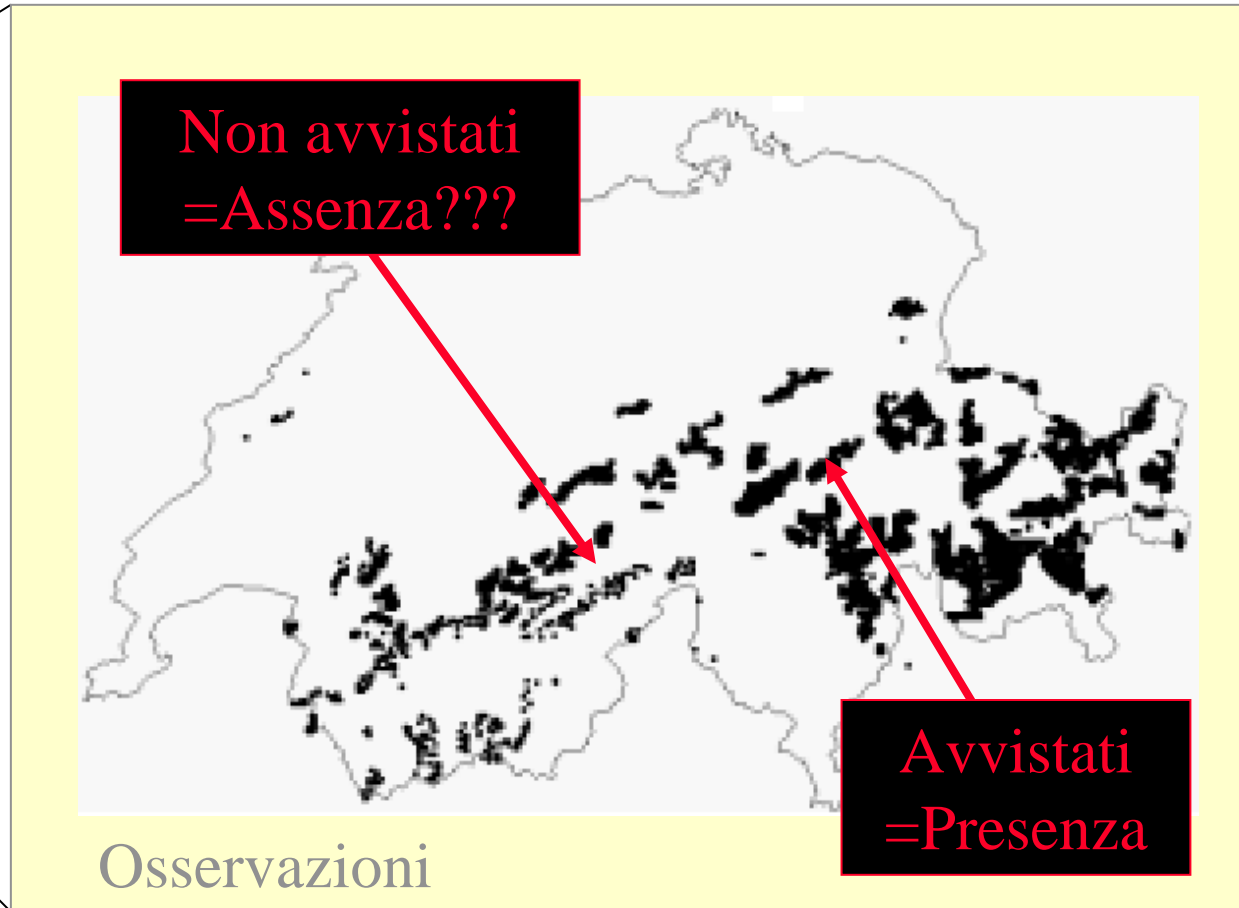 Non avvistati
=Assenza???
Avvistati
=Presenza
Osservazioni